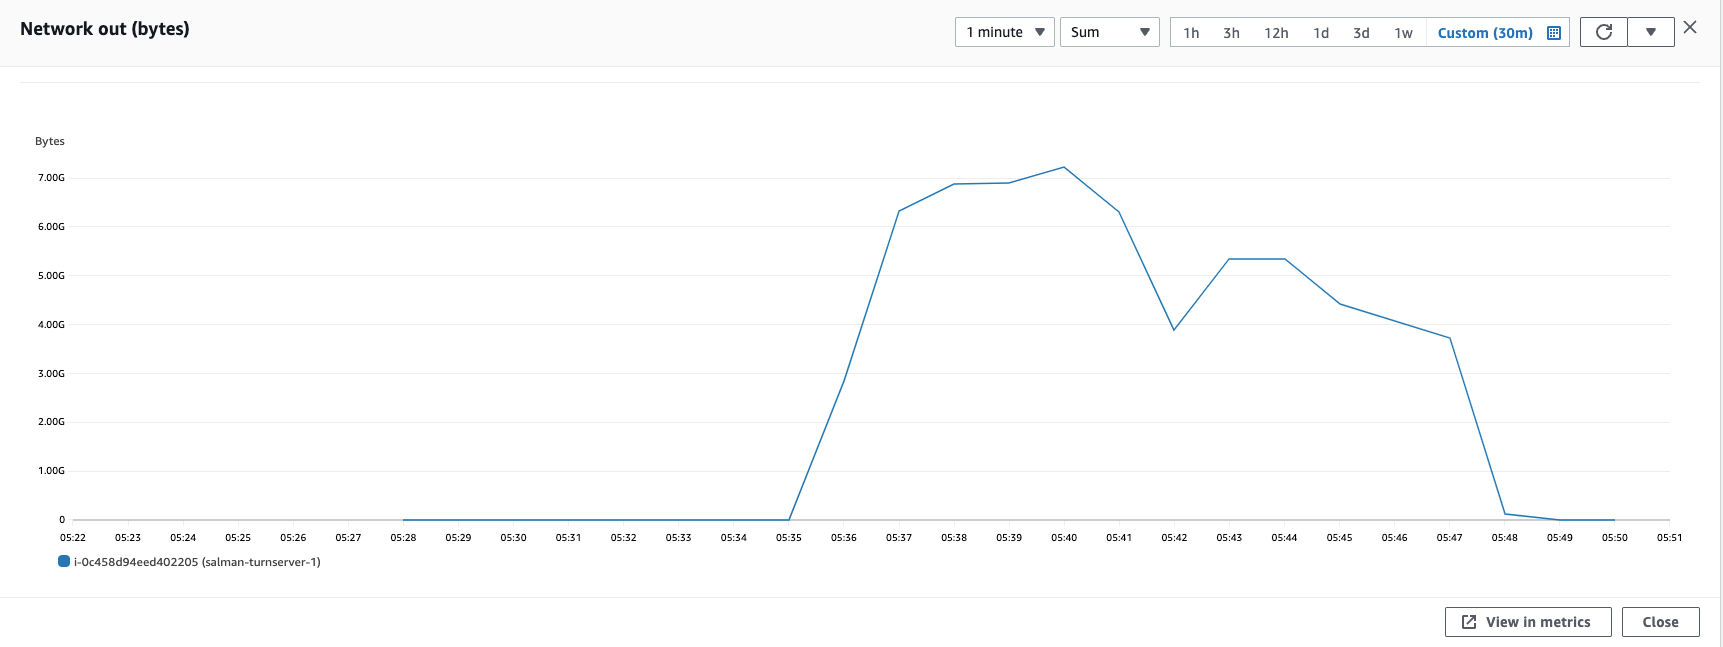 Network out (bytes)
1 minute
Sum
1h 3h 12h 1d 3d 1w Custom (30m)
Bytes
7.00G
6.00G
5.00G
4.00G
3.00G
2.00G
1.00G
0
05:22 05:23 05:24 05:25 05:26 05:27 05:28 05:29 05:30 05:31 05:32 05:33 05:34 05:35 05:36 05:37 05:38 05:39 05:40 05:41 05:42 05:43 05:44 05:45 05:46 05:47 05:48 05:49 05:50 05:51
i-0c458d94eed402205 (salman-turnserver-1)
View in metrics
Close